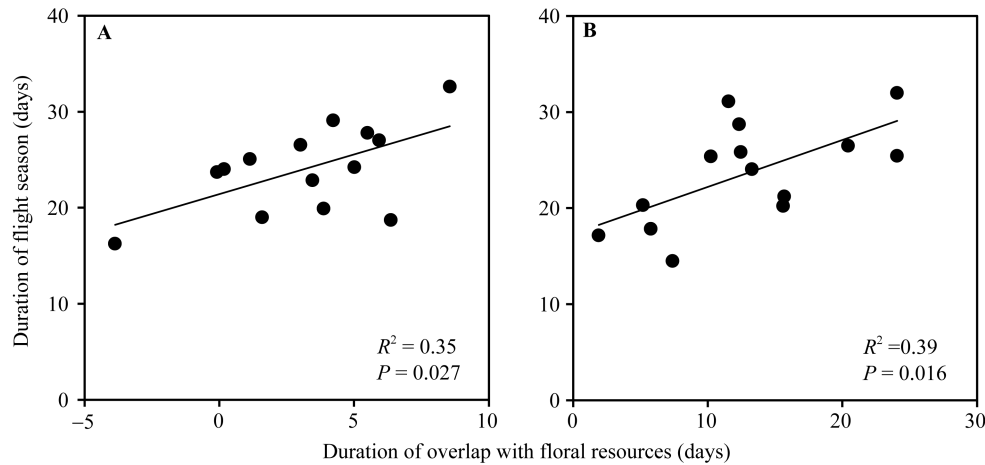 A
B
40
30
20
10
0
40
30
20
10
0
Duration of flight season (days)
R² = 0.35
P = 0.027
R² =0.39
P = 0.016
–5
0
5
10
0
10
20
30
Duration of overlap with floral resources (days)